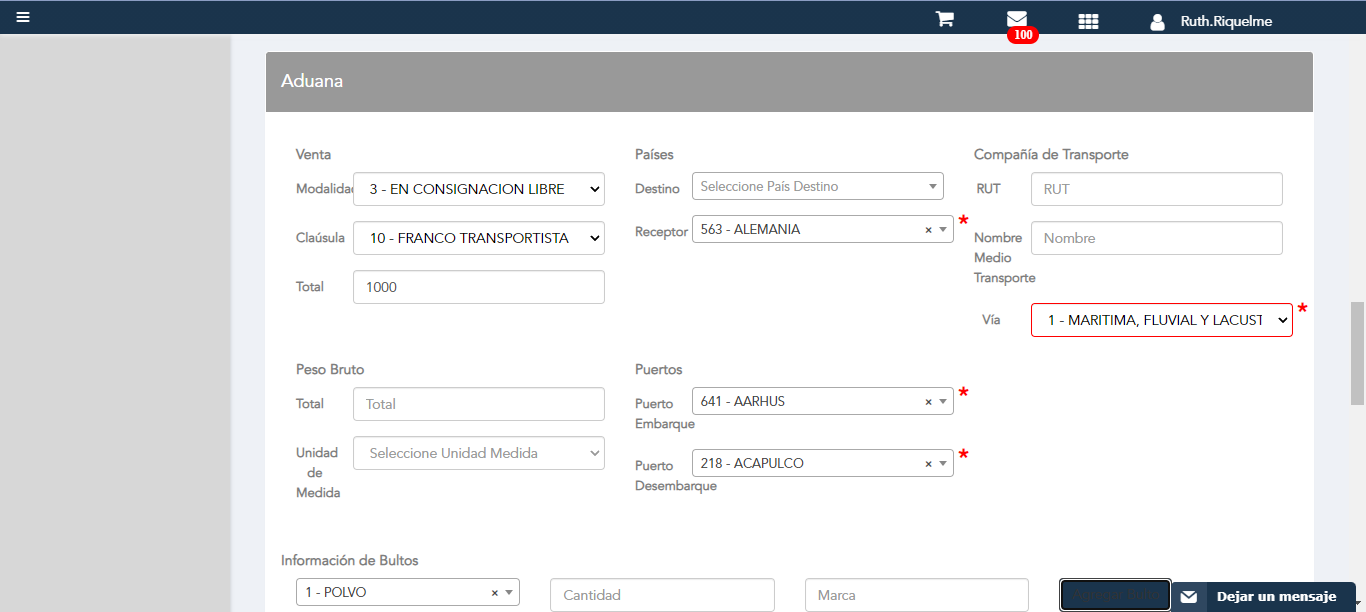 Ruth.Riquelme
100
Aduana
Venta
Modalidad
3 - EN CONSIGNACION LIBRE
Claúsula
10 - FRANCO TRANSPORTISTA
Total
1000
Países
Destino
Seleccione País Destino
Receptor
563 - ALEMANIA
× *
Compañía de Transporte
RUT
RUT
Nombre
Medio
Transporte
Nombre
Vía
1 - MARITIMA, FLUVIAL Y LACUST
*
Peso Bruto
Total
Total
Unidad
de
Medida
Seleccione Unidad Medida
Puertos
Puerto
Embarque
641 - AARHUS
× *
Puerto
Desembarque
218 - ACAPULCO
× *
Información de Bultos
1 - POLVO
×
Cantidad
Marca
Dejar un mensaje